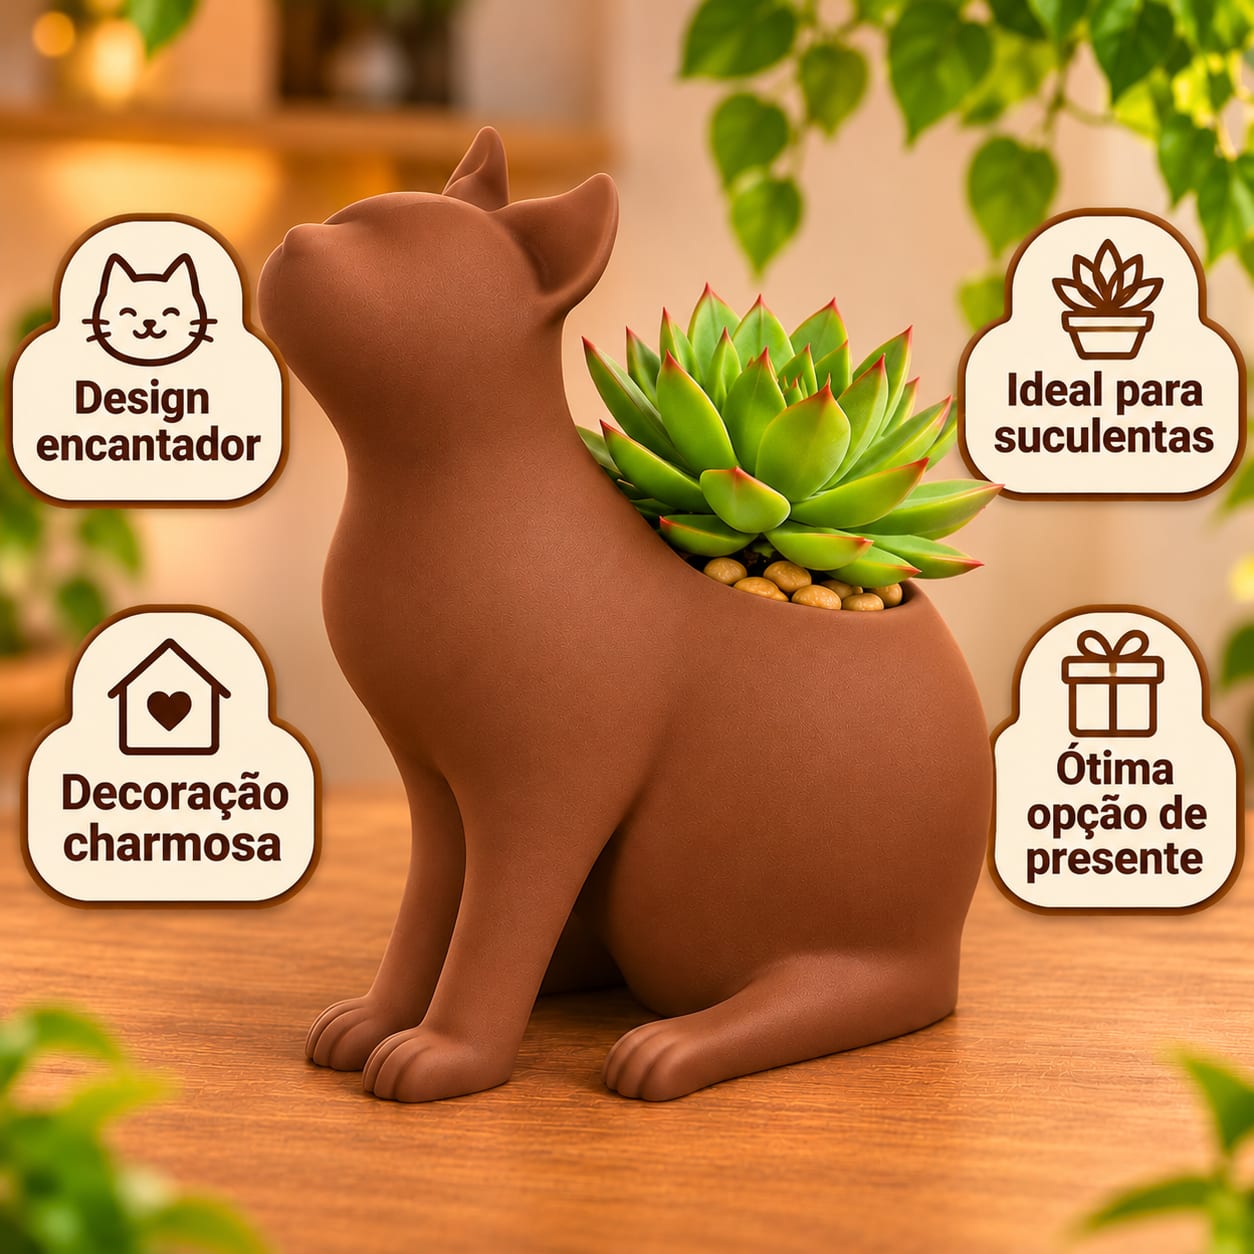 Design
encantador
Ideal para
suculentas
Decoração
charmosa
Ótima
opção de
presente